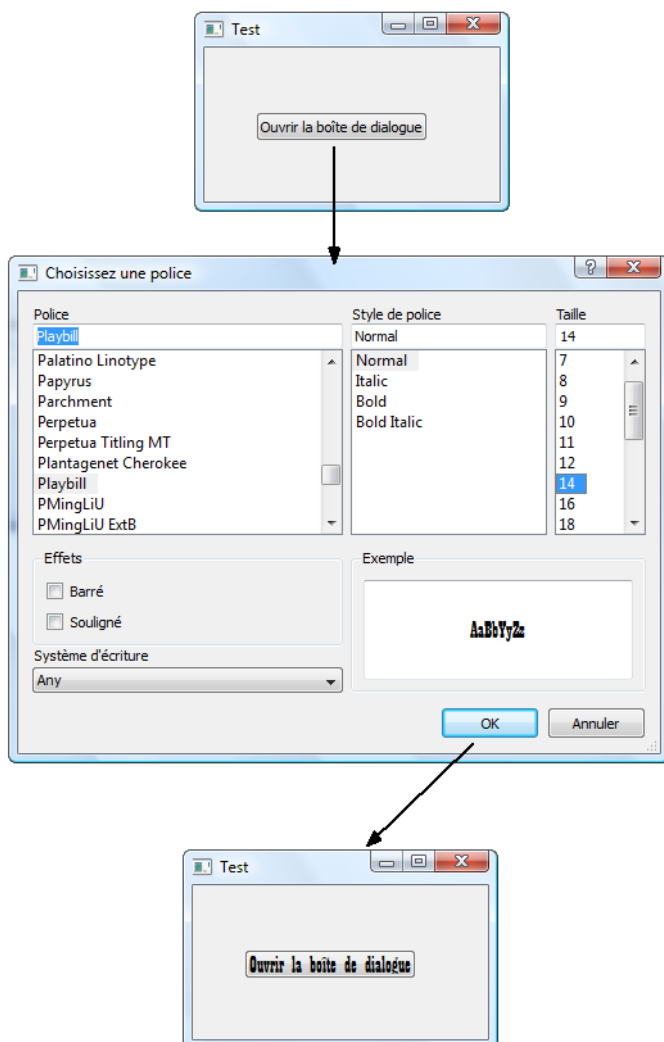 Test
Ouvrir la boîte de dialogue
Choisissez une police
Police
Style de police
Taille
Playbill
Normal
14
Palatino Linotype
Papyrus
Parchment
Perpetua
Perpetua Titling MT
Plantagenet Cherokee
Playbill
PMingLiU
PMingLiU ExtB
Normal
Italic
Bold
Bold Italic
7
8
9
10
11
12
14
16
18
Effets
Barré
Souligné
Système d'écriture
Any
Exemple
AaBbYyZz
OK
Annuler
Test
Ouvrir la boîte de dialogue